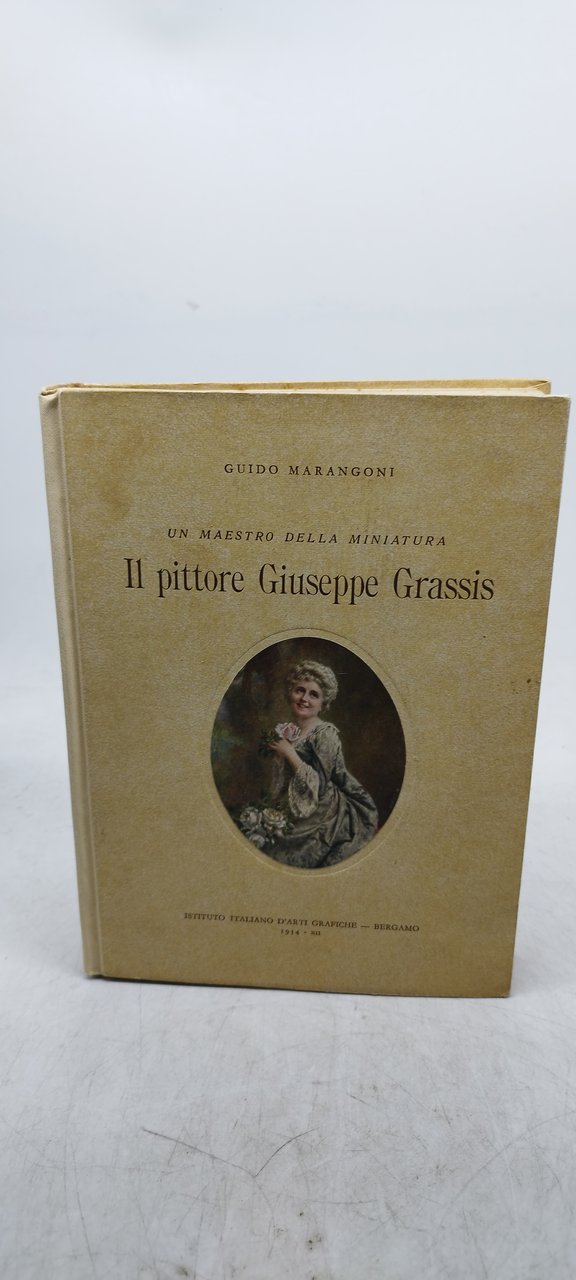 GUIDO MARANGONI
UN MAESTRO DELLA MINIATURA
Il pittore Giuseppe Grassis
ISTITUTO ITALIANO D'ARTI GRAFICHE — BERGAMO
1934 - XII